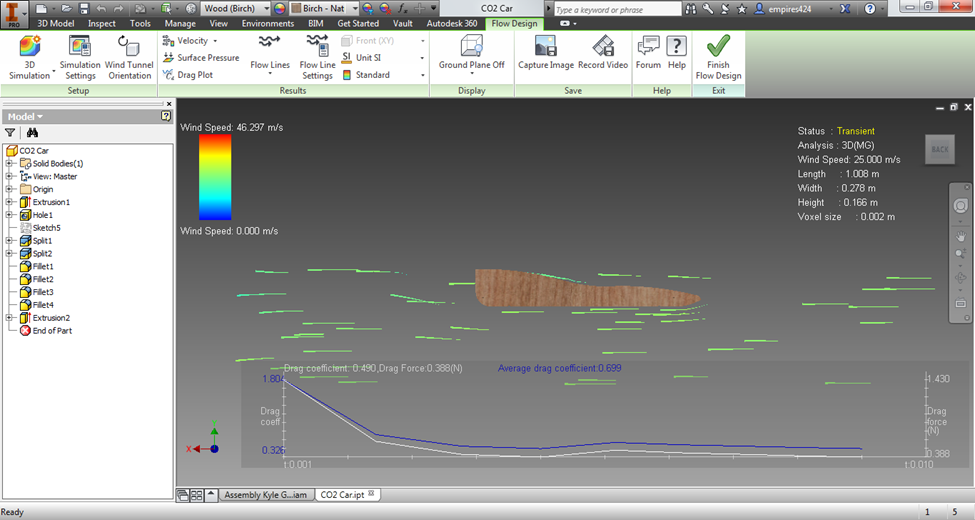 I
PRO
Wood (Birch)
Birch - Nat
CO2 Car
Type a keyword or phrase
empires424
3D Model Inspect Tools Manage View Environments BIM Get Started Vault Autodesk 360 Flow Design
3D Simulation
Simulation Settings
Wind Tunnel Orientation
Velocity
Surface Pressure
Drag Plot
Flow Lines
Flow Line Settings
Front (XY)
Unit SI
Standard
Ground Plane Off
Capture Image
Record Video
Forum
Help
Finish Flow Design
Setup Results Display Save Help Exit
Model
CO2 Car
Solid Bodies(1)
View: Master
Origin
Extrusion1
Hole1
Sketch5
Split1
Split2
Fillet1
Fillet2
Fillet3
Fillet4
Extrusion2
End of Part
Wind Speed: 46.297 m/s
Wind Speed: 0.000 m/s
Status : Transient
Analysis : 3D(MG)
Wind Speed: 25.000 m/s
Length : 1.008 m
Width : 0.278 m
Height : 0.166 m
Voxel size : 0.002 m
BACK
Drag coefficient: 0.490,Drag Force:0.388(N)
Average drag coefficient:0.699
1.804
Drag coeff
0.326
t:0.001
1.430
Drag force (N)
0.388
t:0.010
X
Assembly Kyle G...iam
CO2 Car.ipt
Ready
1 5